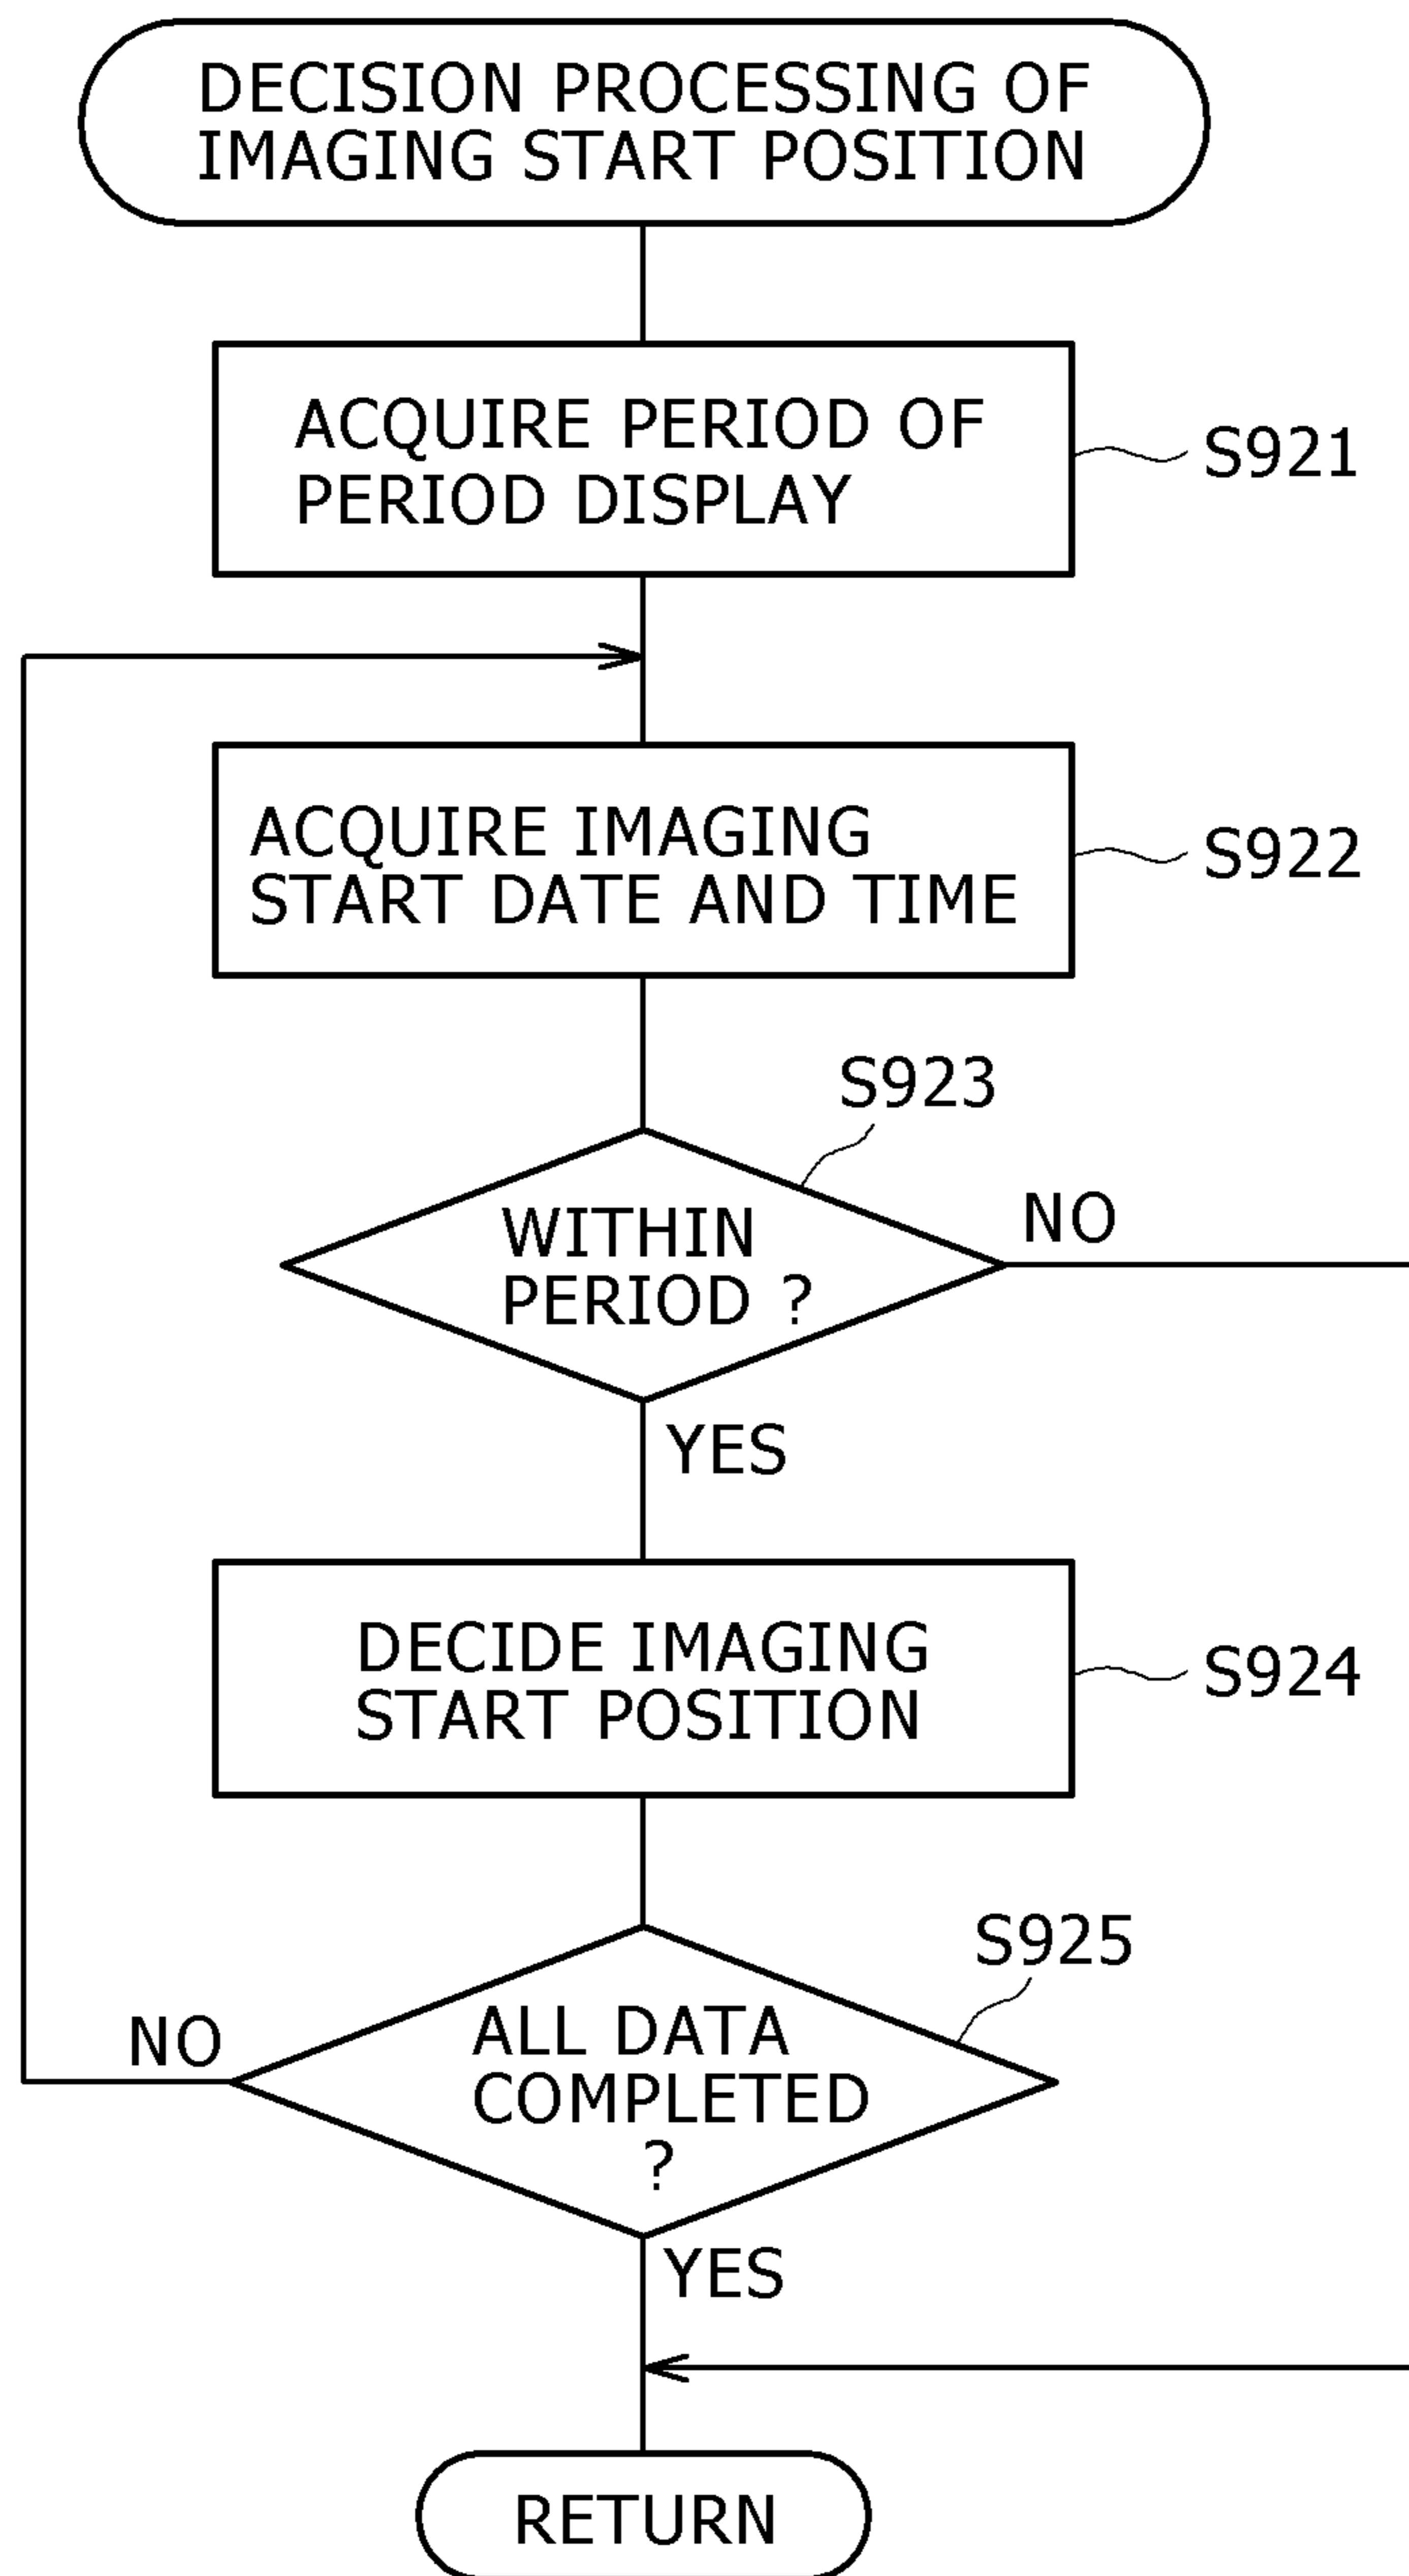 DECISION PROCESSING OF
IMAGING START POSITION
ACQUIRE PERIOD OF
PERIOD DISPLAY
S921
ACQUIRE IMAGING
START DATE AND TIME
S922
S923
WITHIN
PERIOD ?
NO
YES
DECIDE IMAGING
START POSITION
S924
S925
ALL DATA
COMPLETED
?
NO
YES
RETURN